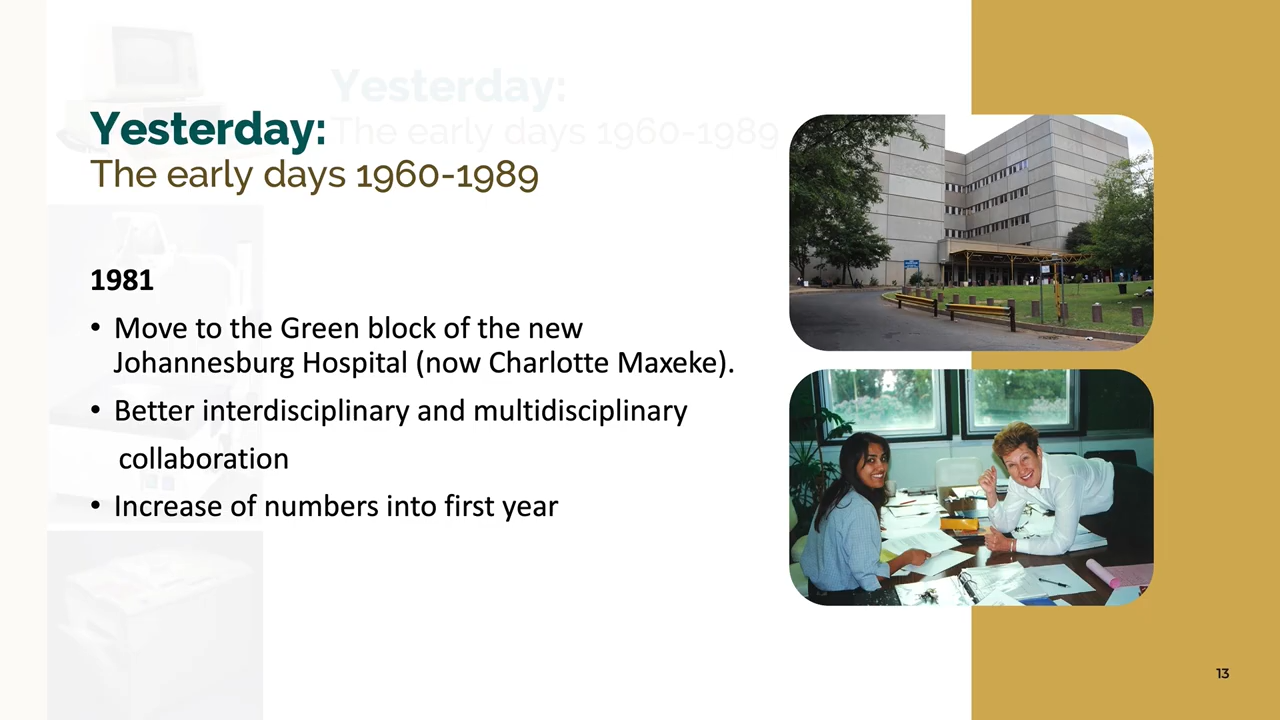 Yesterday:
The early days 1960-1989
Yesterday:
The early days 1960-1989
1981
• Move to the Green block of the new
Johannesburg Hospital (now Charlotte Maxeke).
• Better interdisciplinary and multidisciplinary
collaboration
• Increase of numbers into first year
13